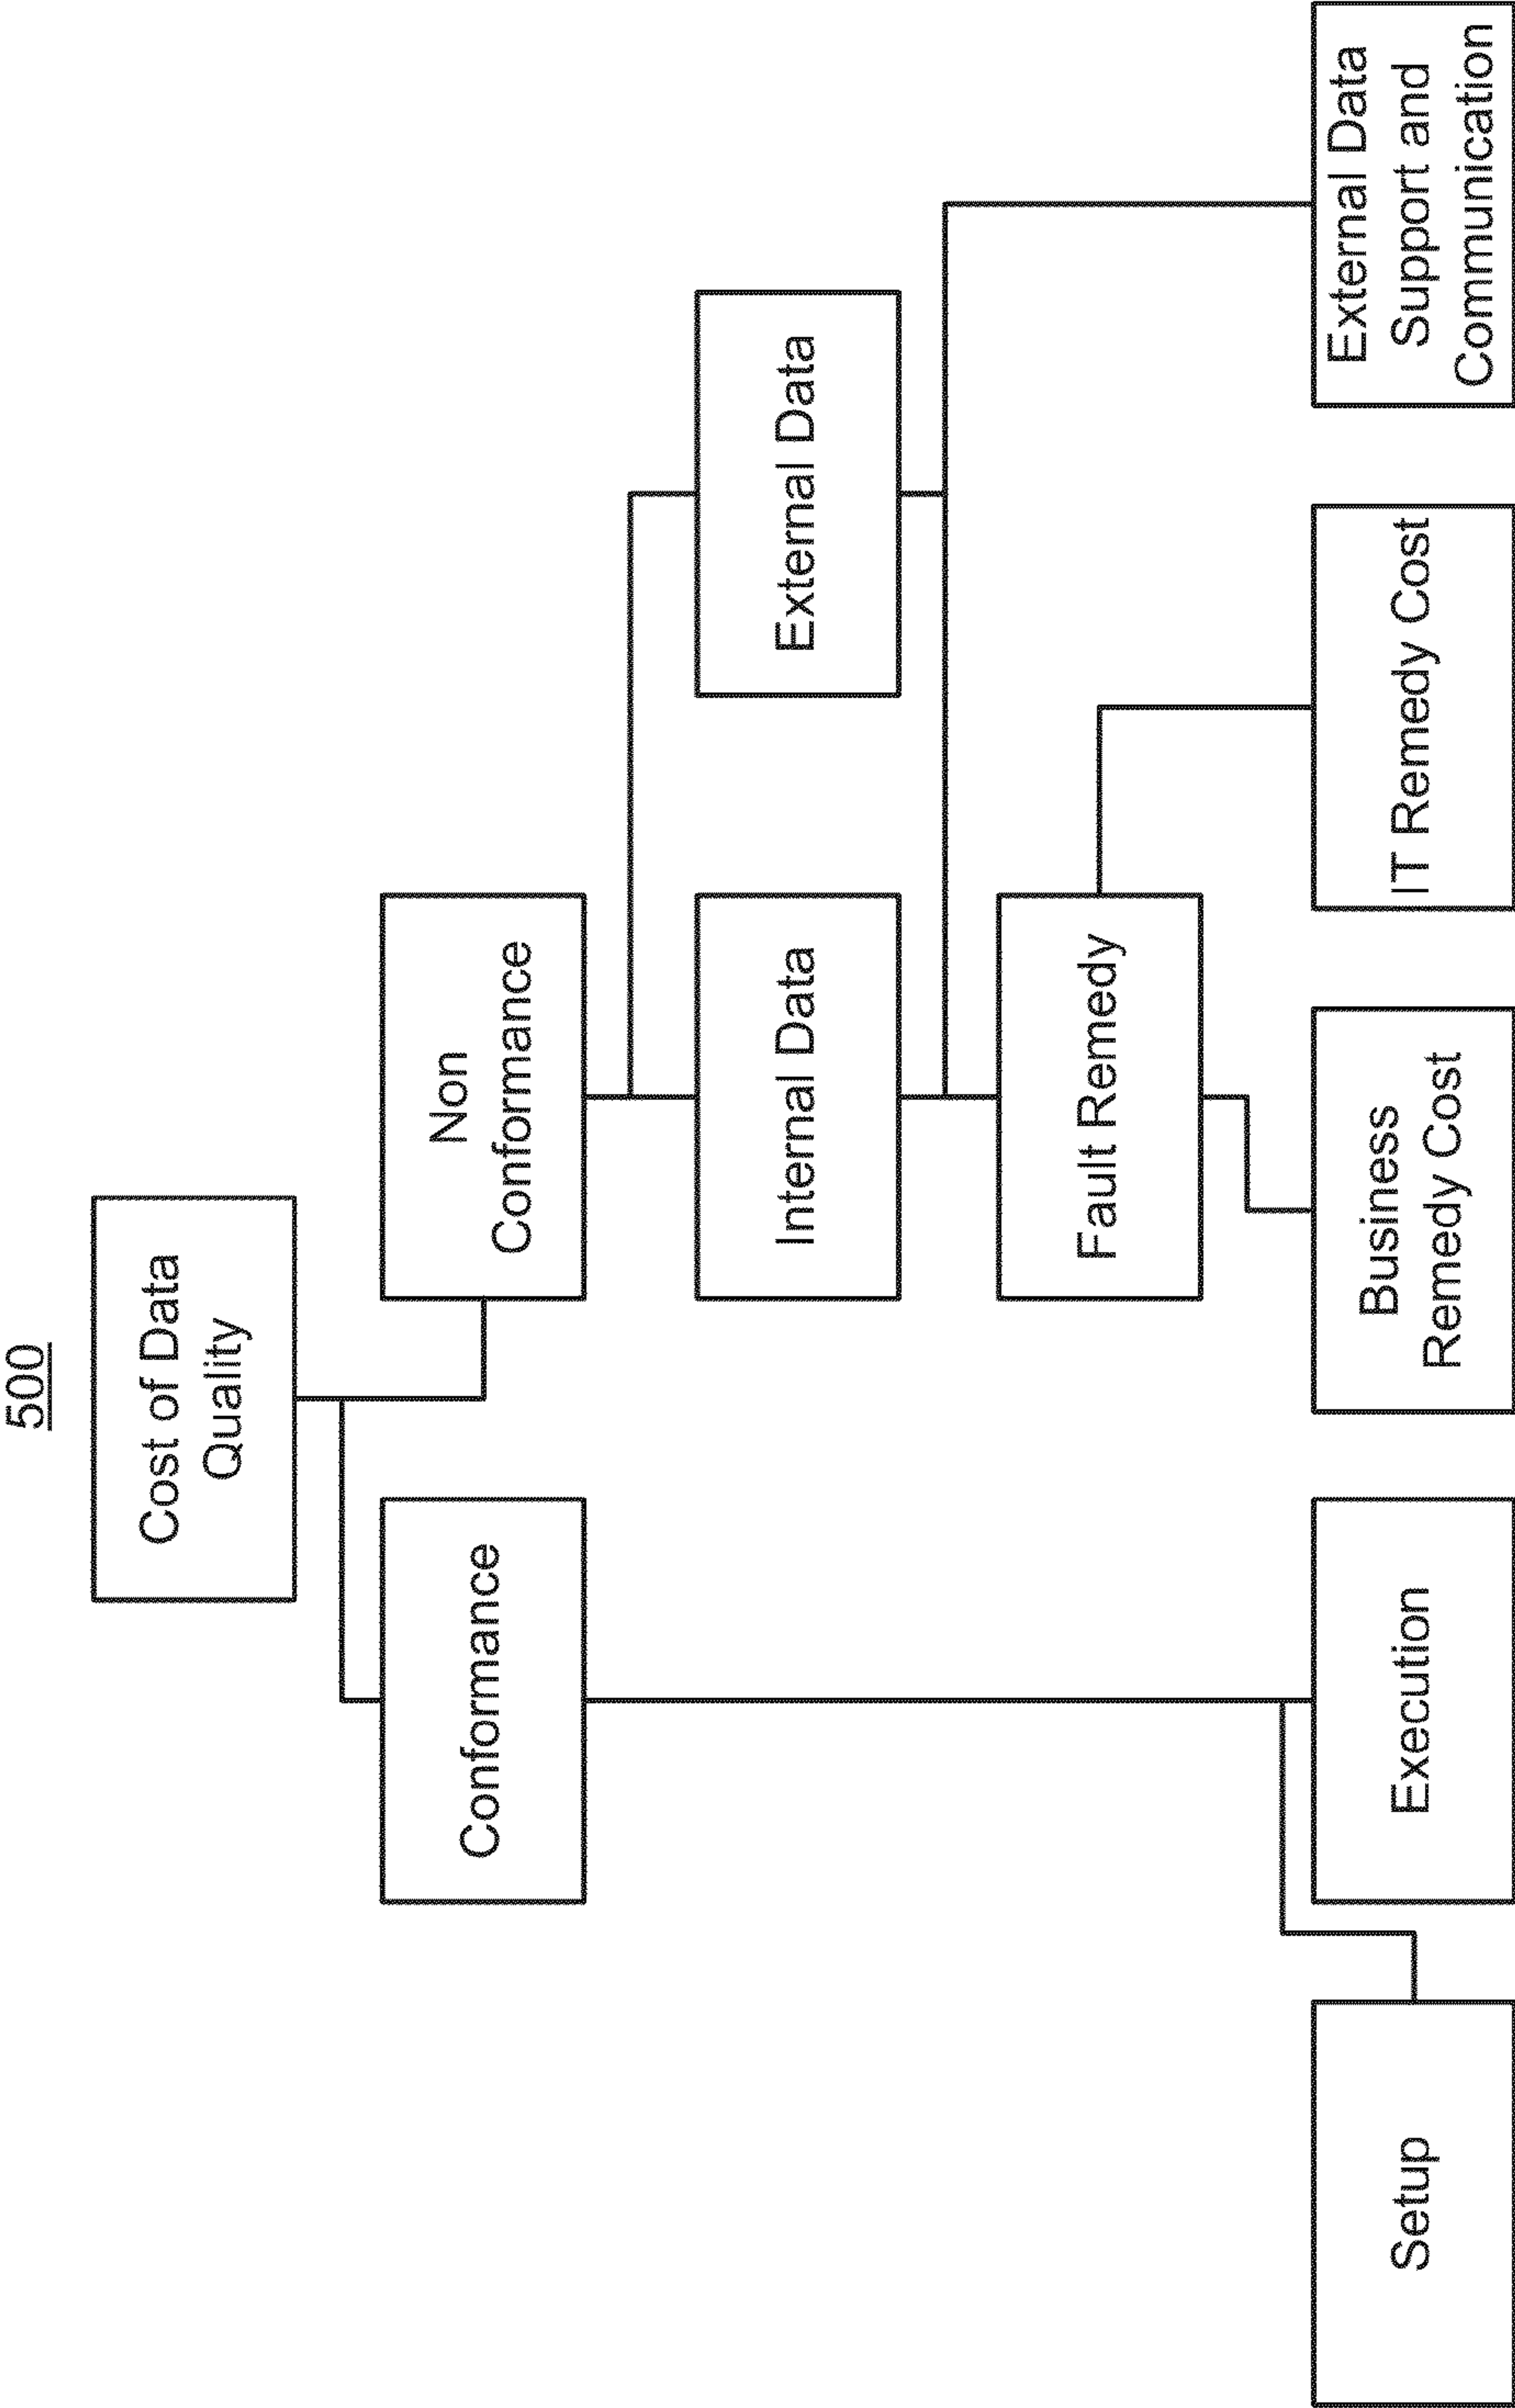 500
Cost of Data
Quality
Conformance
Non
Conformance
Internal Data
External Data
Fault Remedy
Setup
Execution
Business
Remedy Cost
IT Remedy Cost
External Data
Support and
Communication